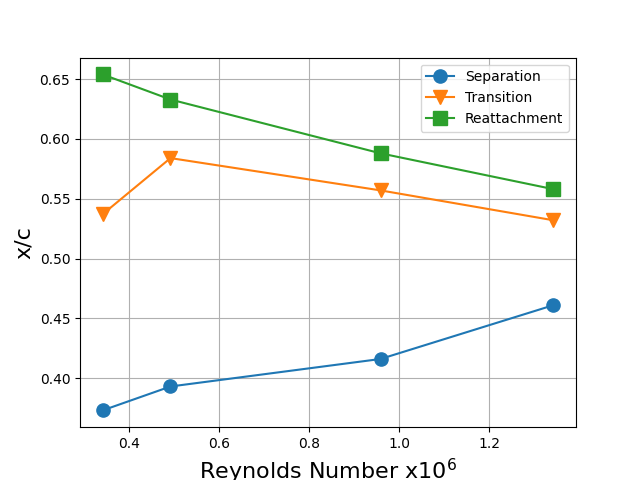 Separation
Transition
Reattachment
0.65
0.60
0.55
0.50
0.45
0.40
x/c
0.4 0.6 0.8 1.0 1.2
Reynolds Number x10⁶